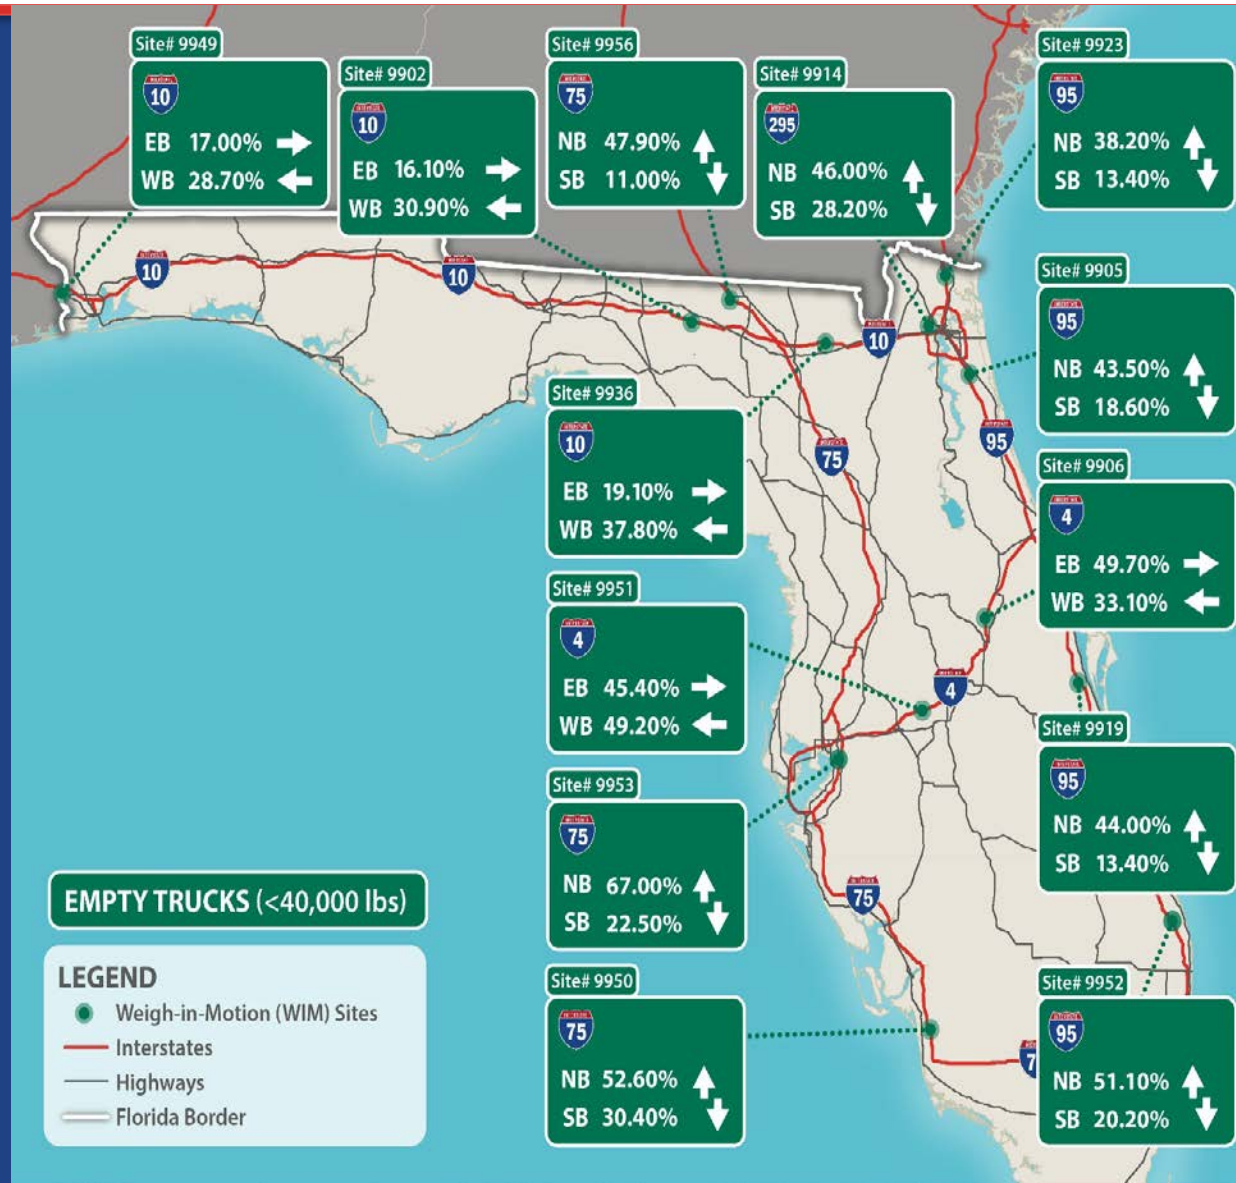 Site# 9949
10
EB 17.00%
WB 28.70%
Site# 9902
10
EB 16.10%
WB 30.90%
Site# 9956
75
NB 47.90%
SB 11.00%
Site# 9914
295
NB 46.00%
SB 28.20%
Site# 9923
95
NB 38.20%
SB 13.40%
10
10
10
Site# 9905
95
NB 43.50%
SB 18.60%
Site# 9936
10
EB 19.10%
WB 37.80%
75
95
Site# 9906
4
EB 49.70%
WB 33.10%
Site# 9951
4
EB 45.40%
WB 49.20%
4
Site# 9919
95
NB 44.00%
SB 13.40%
Site# 9953
75
NB 67.00%
SB 22.50%
75
EMPTY TRUCKS (<40,000 lbs)
LEGEND
Weigh-in-Motion (WIM) Sites
Interstates
Highways
Florida Border
Site# 9950
75
NB 52.60%
SB 30.40%
7
Site# 9952
95
NB 51.10%
SB 20.20%